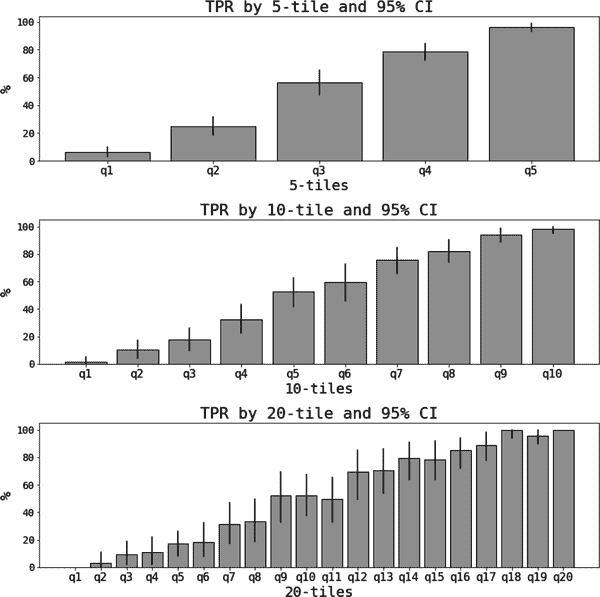 TPR by 5-tile and 95% CI
100
80
60
40
20
0
%
q1 q2 q3 q4 q5
5-tiles
TPR by 10-tile and 95% CI
100
80
60
40
20
0
%
q1 q2 q3 q4 q5 q6 q7 q8 q9 q10
10-tiles
TPR by 20-tile and 95% CI
100
80
60
40
20
0
%
q1 q2 q3 q4 q5 q6 q7 q8 q9 q10 q11 q12 q13 q14 q15 q16 q17 q18 q19 q20
20-tiles